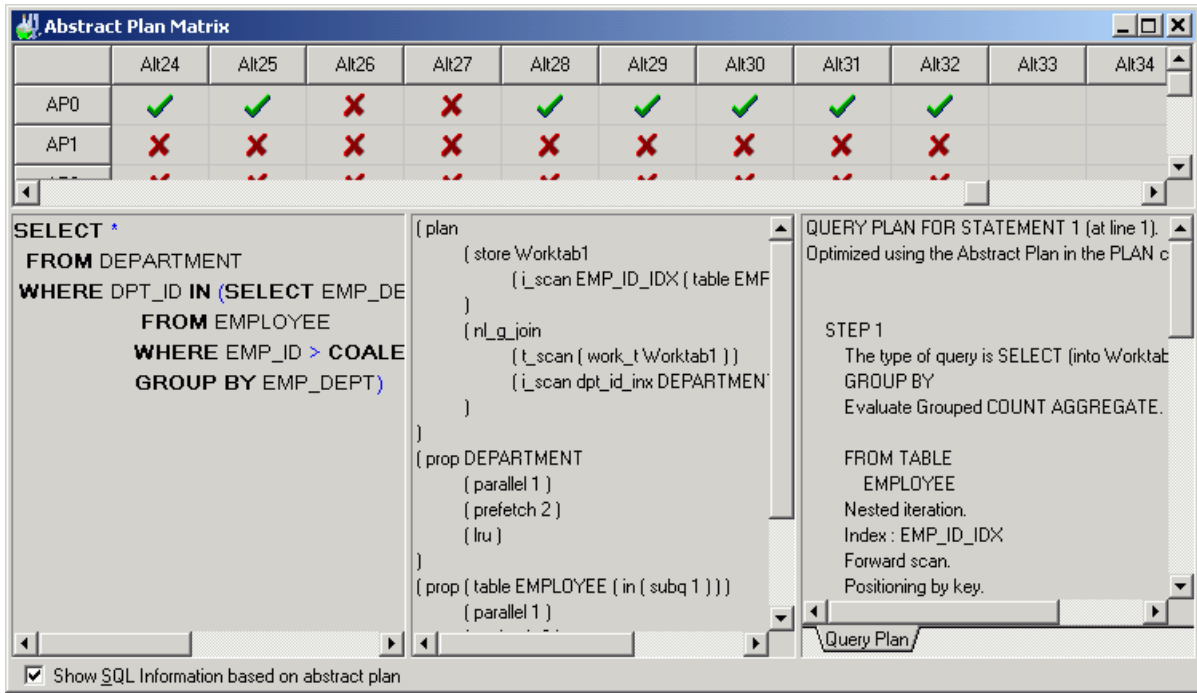 Abstract Plan Matrix
Alt24 Alt25 Alt26 Alt27 Alt28 Alt29 Alt30 Alt31 Alt32 Alt33 Alt34
AP0
AP1
SELECT *
FROM DEPARTMENT
WHERE DPT_ID IN (SELECT EMP_DE
FROM EMPLOYEE
WHERE EMP_ID > COALE
GROUP BY EMP_DEPT)
( plan
( store Worktab1
( i_scan EMP_ID_IDX ( table EMP
)
( nl_g_join
( t_scan ( work_t Worktab1 ) )
( i_scan dpt_id_inx DEPARTMENT
)
)
( prop DEPARTMENT
( parallel 1 )
( prefetch 2 )
( lru )
)
( prop ( table EMPLOYEE ( in ( subq 1 ) ) )
( parallel 1 )
QUERY PLAN FOR STATEMENT 1 (at line 1).
Optimized using the Abstract Plan in the PLAN c
STEP 1
The type of query is SELECT (into Worktab
GROUP BY
Evaluate Grouped COUNT AGGREGATE.
FROM TABLE
EMPLOYEE
Nested iteration.
Index : EMP_ID_IDX
Forward scan.
Positioning by key.
Query Plan
Show SQL Information based on abstract plan